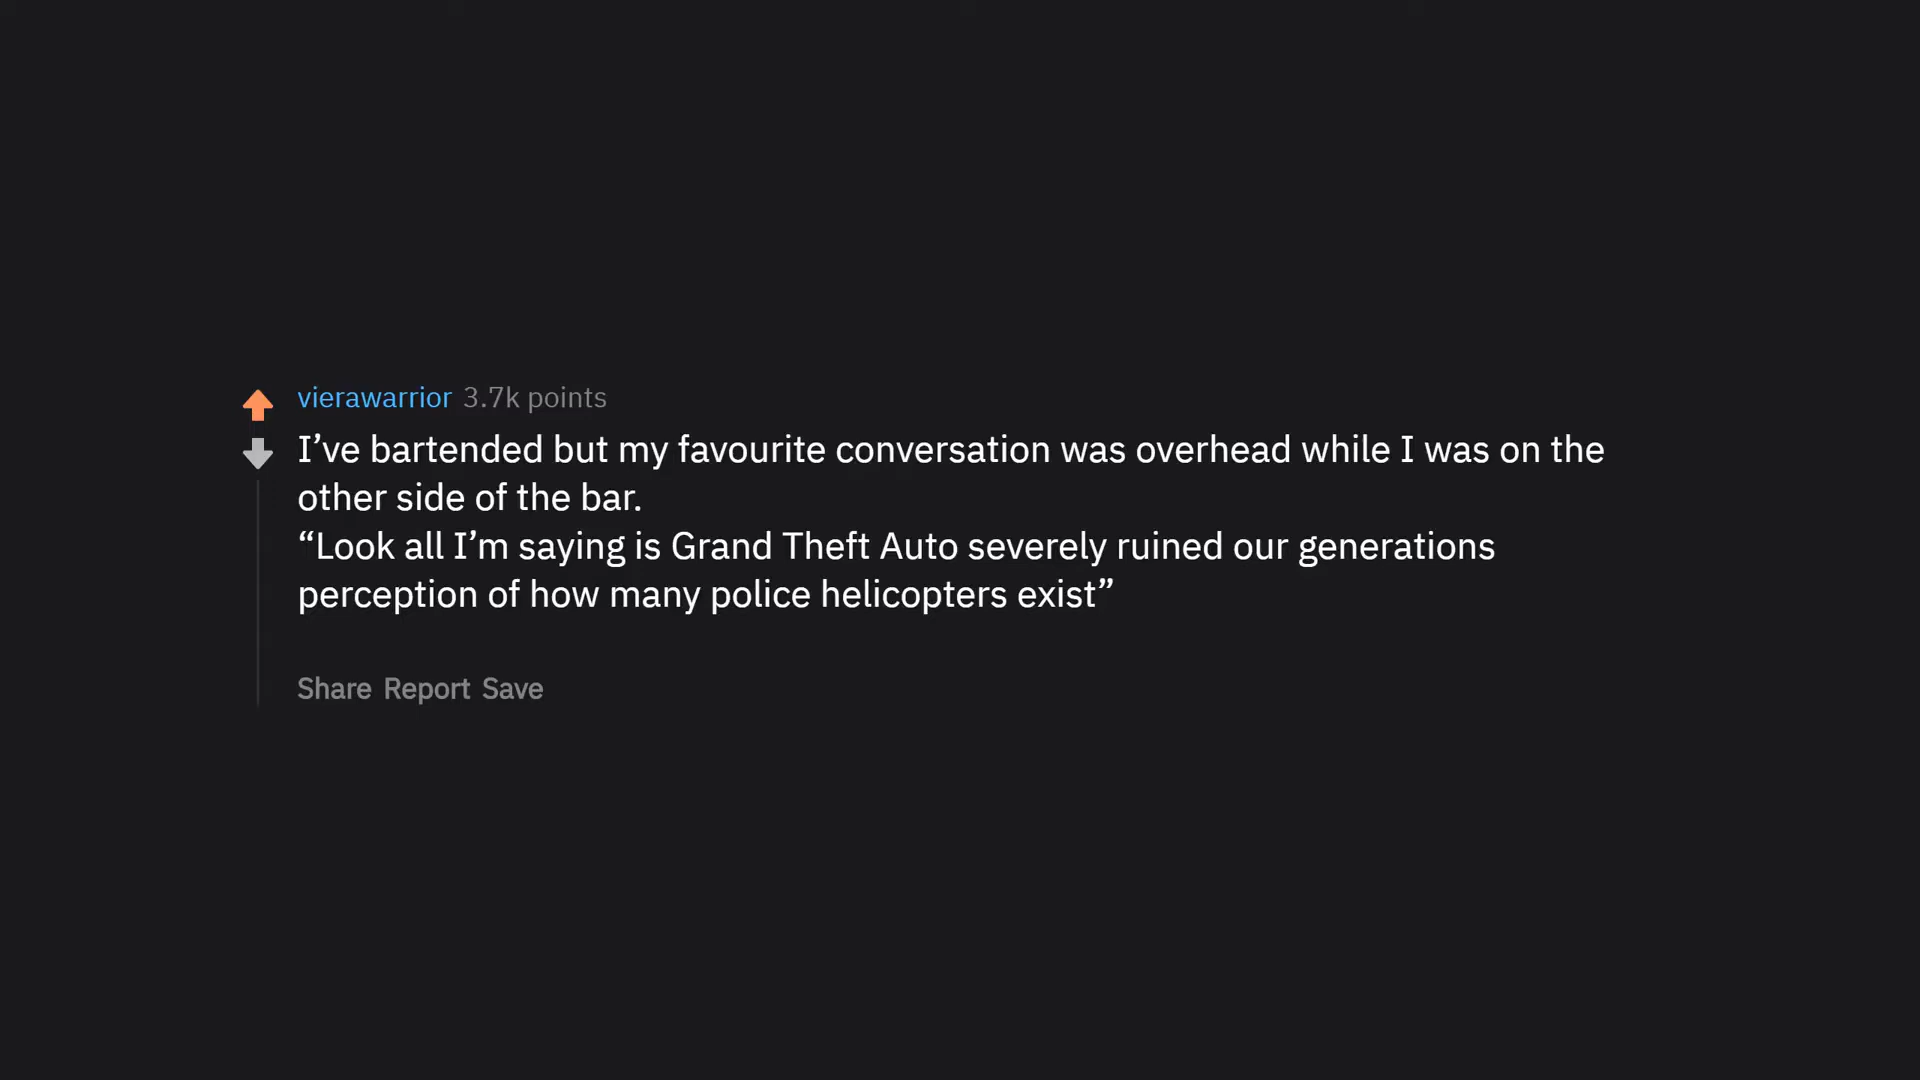 vierawarrior 3.7k points
I’ve bartended but my favourite conversation was overhead while I was on the
other side of the bar.
“Look all I’m saying is Grand Theft Auto severely ruined our generations
perception of how many police helicopters exist”
Share Report Save